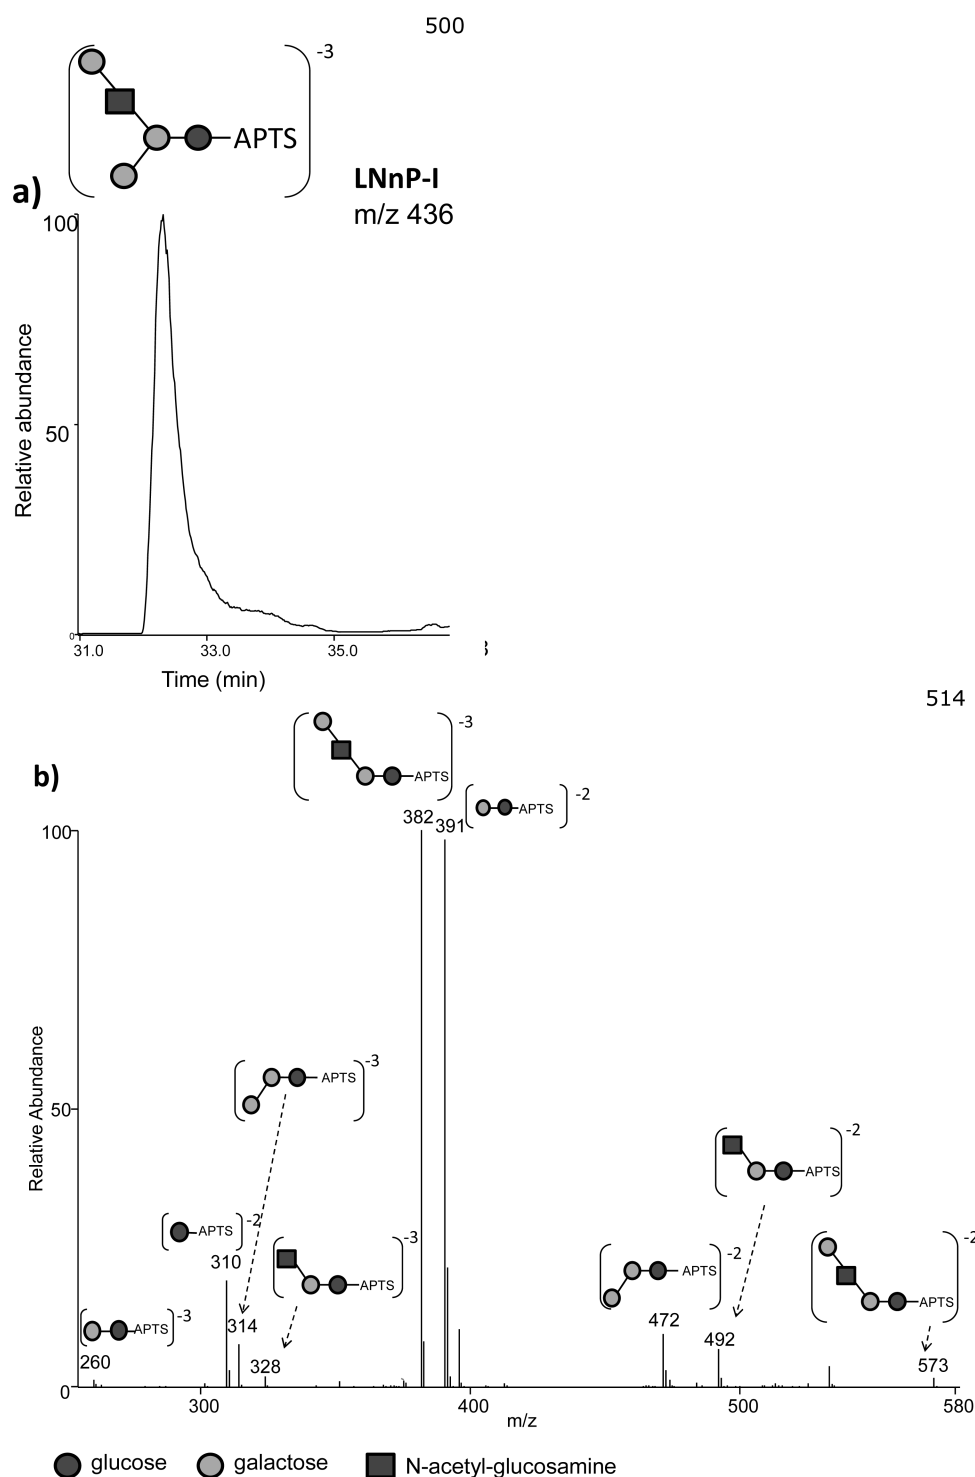 500
-3
APTS
a)
LNnP-I
m/z 436
100
50
0
Relative abundance
31.0 33.0 35.0
Time (min)
514
b)
-3
APTS
-2
APTS
382 391
100
50
0
Relative Abundance
-3
APTS
-2
APTS
310
314
-3
APTS
328
-3
APTS
260
-2
APTS
472
-2
APTS
492
-2
APTS
573
300 400 500 580
m/z
glucose galactose N-acetyl-glucosamine